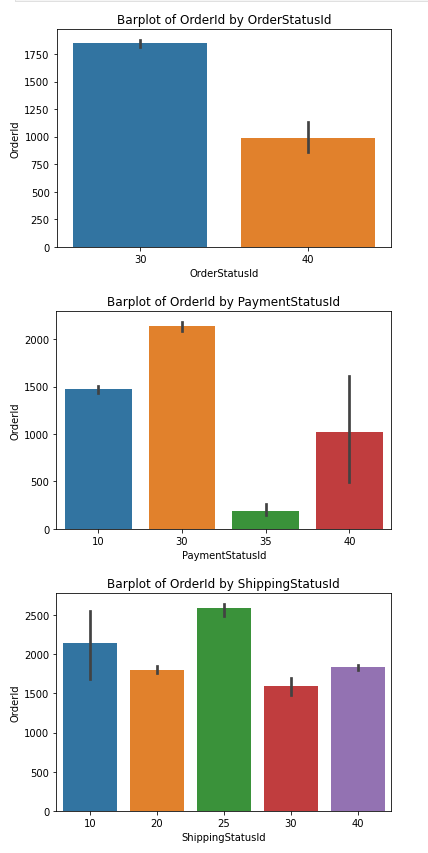 Barplot of OrderId by OrderStatusId
1750
1500
1250
1000
750
500
250
0
OrderId
30 40
OrderStatusId
Barplot of OrderId by PaymentStatusId
2000
1500
1000
500
0
OrderId
10 30 35 40
PaymentStatusId
Barplot of OrderId by ShippingStatusId
2500
2000
1500
1000
500
0
OrderId
10 20 25 30 40
ShippingStatusId